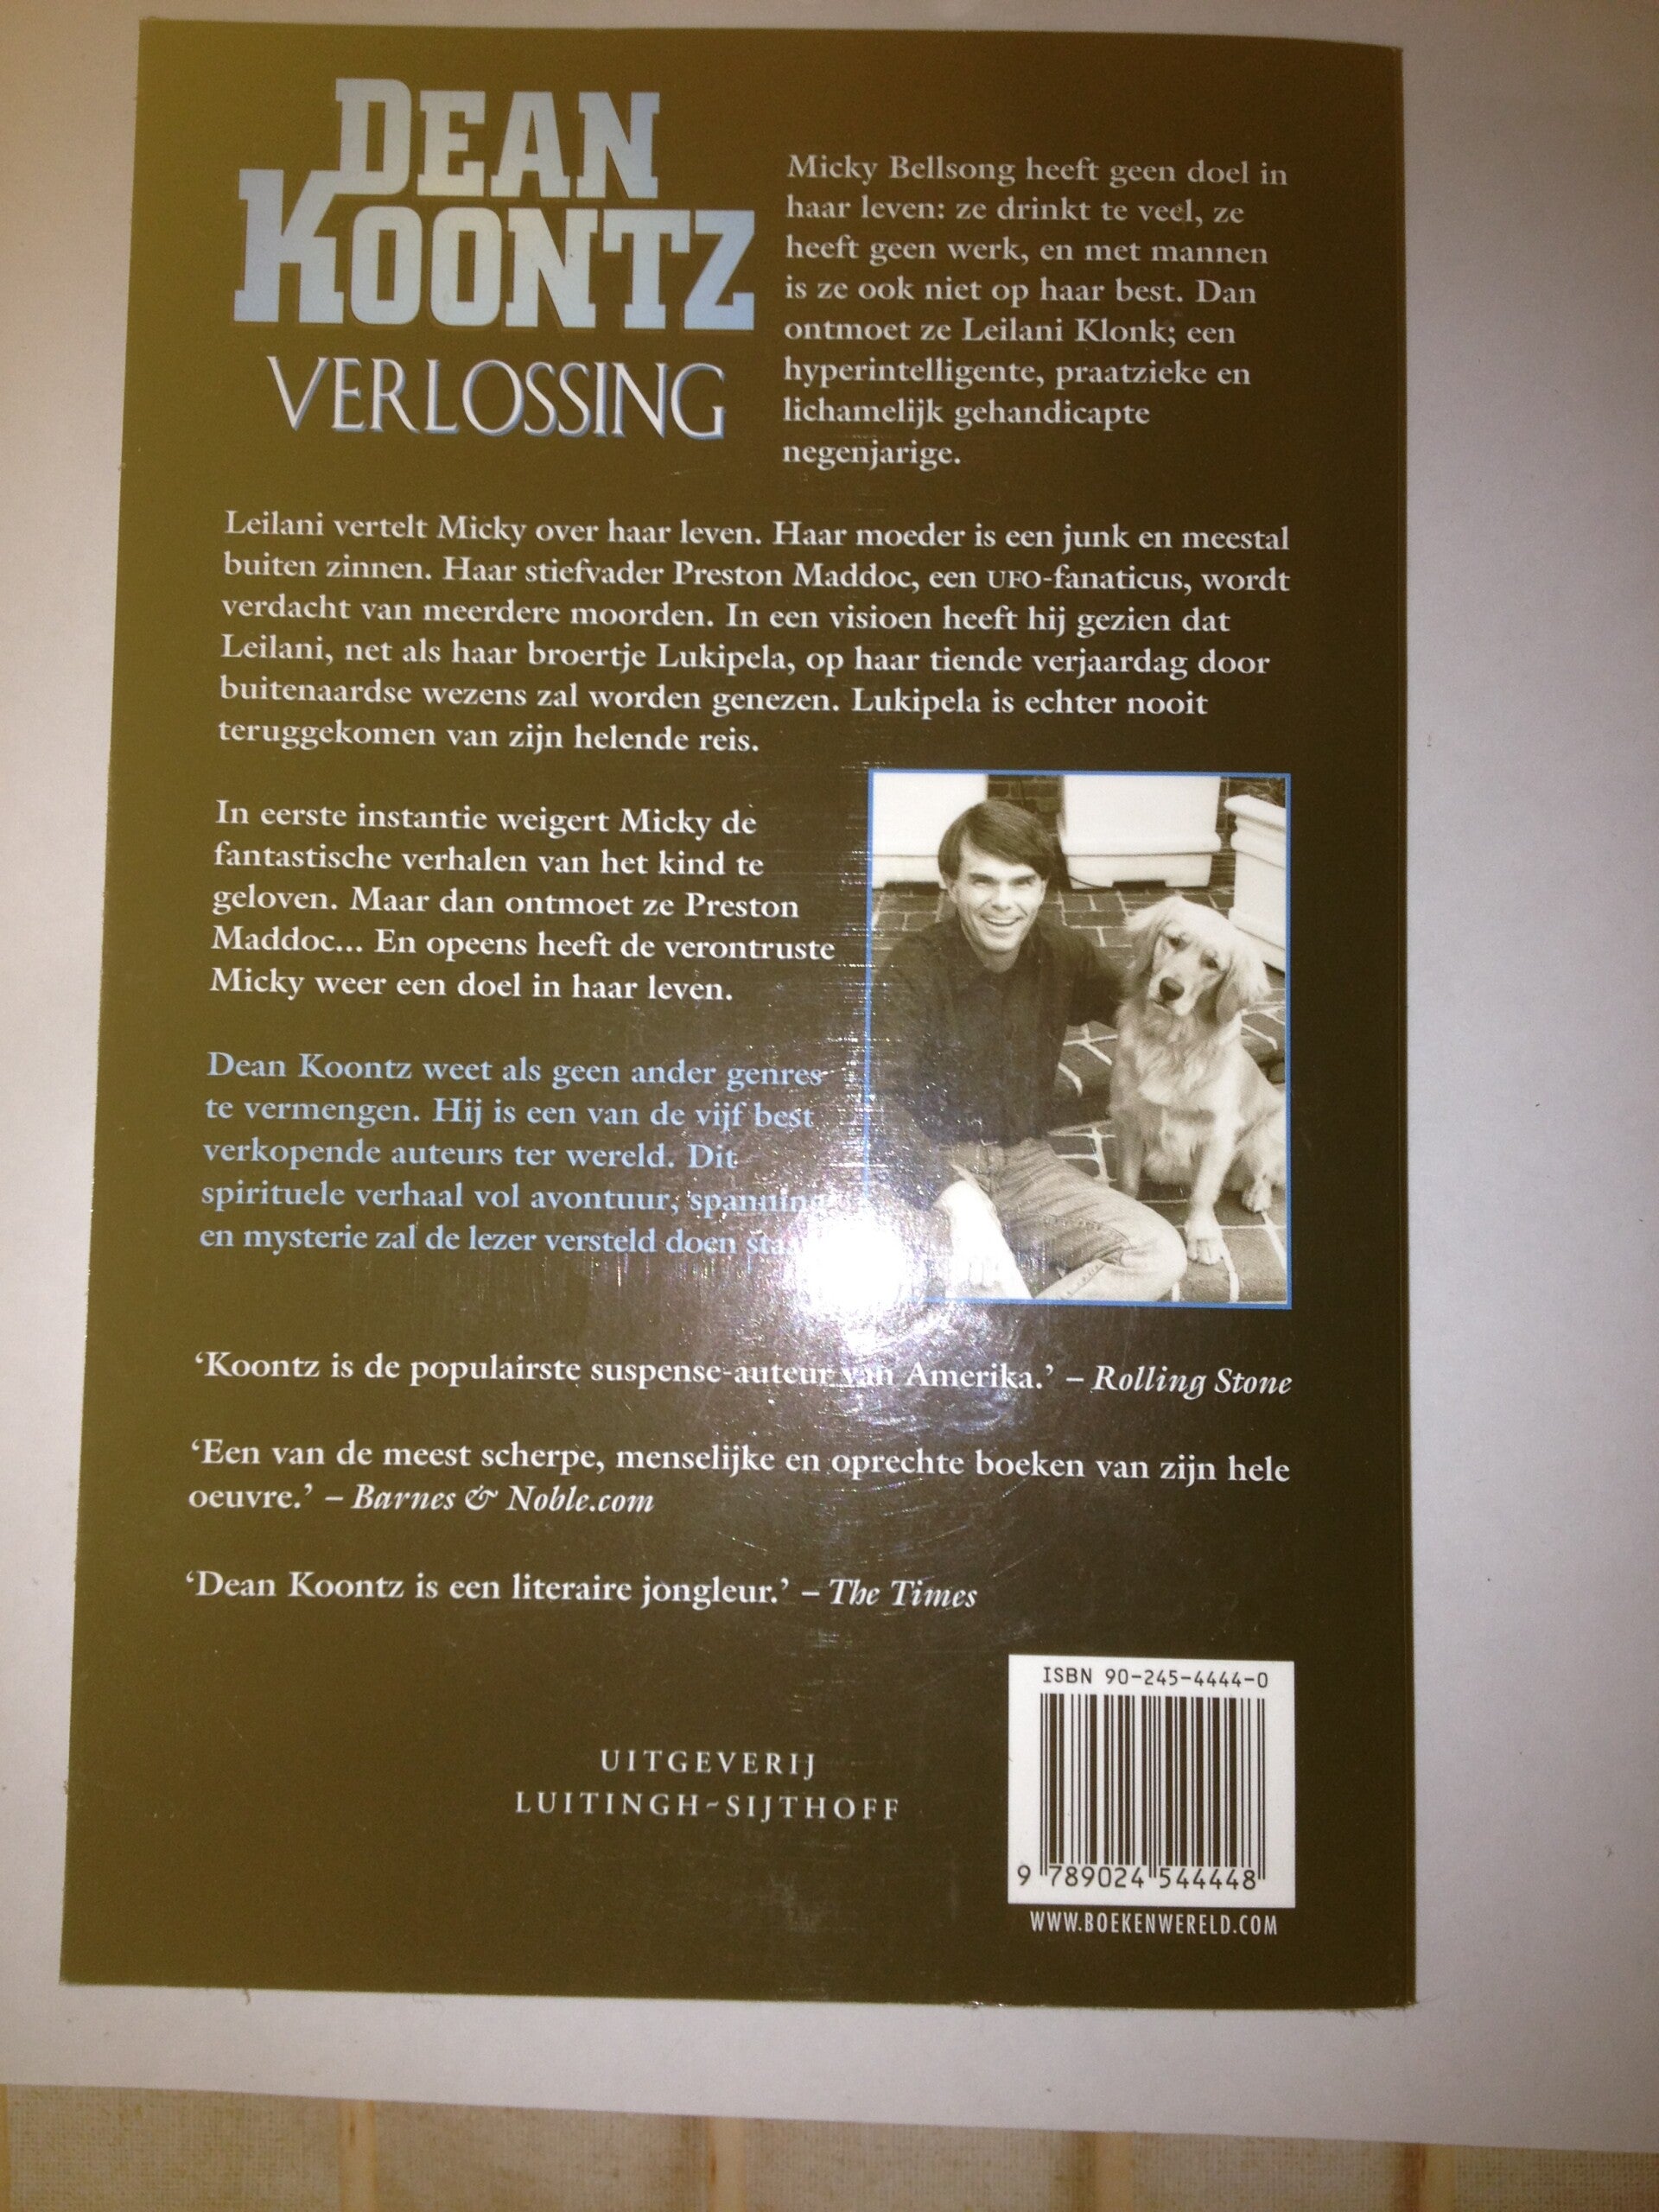 DEAN
KOONTZ
VERLOSSING
Micky Bellsong heeft geen doel in
haar leven: ze drinkt te veel, ze
heeft geen werk, en met mannen
is ze ook niet op haar best. Dan
ontmoet ze Leilani Klonk; een
hyperintelligente, praatzieke en
lichamelijk gehandicapte
negenjarige.
Leilani vertelt Micky over haar leven. Haar moeder is een junk en meestal
buiten zinnen. Haar stiefvader Preston Maddoc, een UFO-fanaticus, wordt
verdacht van meerdere moorden. In een visioen heeft hij gezien dat
Leilani, net als haar broertje Lukipela, op haar tiende verjaardag door
buitenaardse wezens zal worden genezen. Lukipela is echter nooit
teruggekomen van zijn helende reis.
In eerste instantie weigert Micky de
fantastische verhalen van het kind te
geloven. Maar dan ontmoet ze Preston
Maddoc... En opeens heeft de verontruste
Micky weer een doel in haar leven.
Dean Koontz weet als geen ander genres
te vermengen. Hij is een van de vijf best
verkopende auteurs ter wereld. Dit
spirituele verhaal vol avontuur, spanning
en mysterie zal de lezer versteld doen
‘Koontz is de populairste suspense-auteur van Amerika.’ – Rolling Stone
‘Een van de meest scherpe, menselijke en oprechte boeken van zijn hele
oeuvre.’ – Barnes & Noble.com
‘Dean Koontz is een literaire jongleur.’ – The Times
UITGEVERIJ
LUITINGH~SIJTHOFF
ISBN 90-245-4444-0
9 789024 544448
WWW.BOEKENWERELD.COM